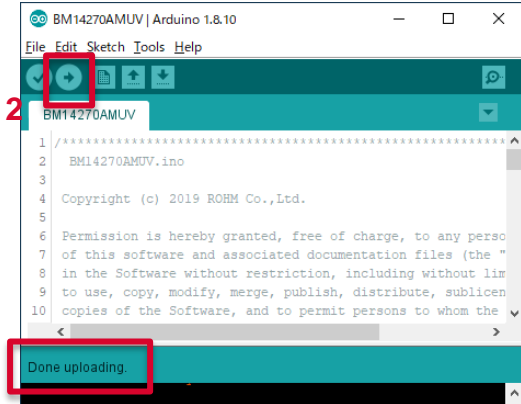 BM14270AMUV | Arduino 1.8.10
File Edit Sketch Tools Help
2
BM14270AMUV
1 /*******************************************************
2 BM14270AMUV.ino
3
4 Copyright (c) 2019 ROHM Co.,Ltd.
5
6 Permission is hereby granted, free of charge, to any perso
7 of this software and associated documentation files (the "
8 in the Software without restriction, including without lim
9 to use, copy, modify, merge, publish, distribute, sublicen
10 copies of the Software, and to permit persons to whom the
Done uploading.